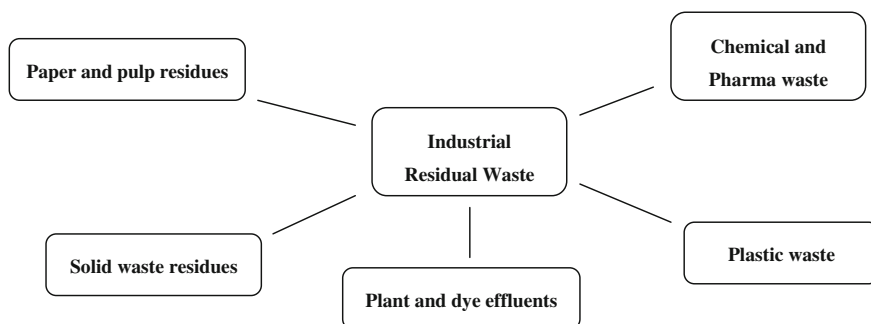 Paper and pulp residues
Chemical and
Pharma waste
Industrial
Residual Waste
Solid waste residues
Plastic waste
Plant and dye effluents